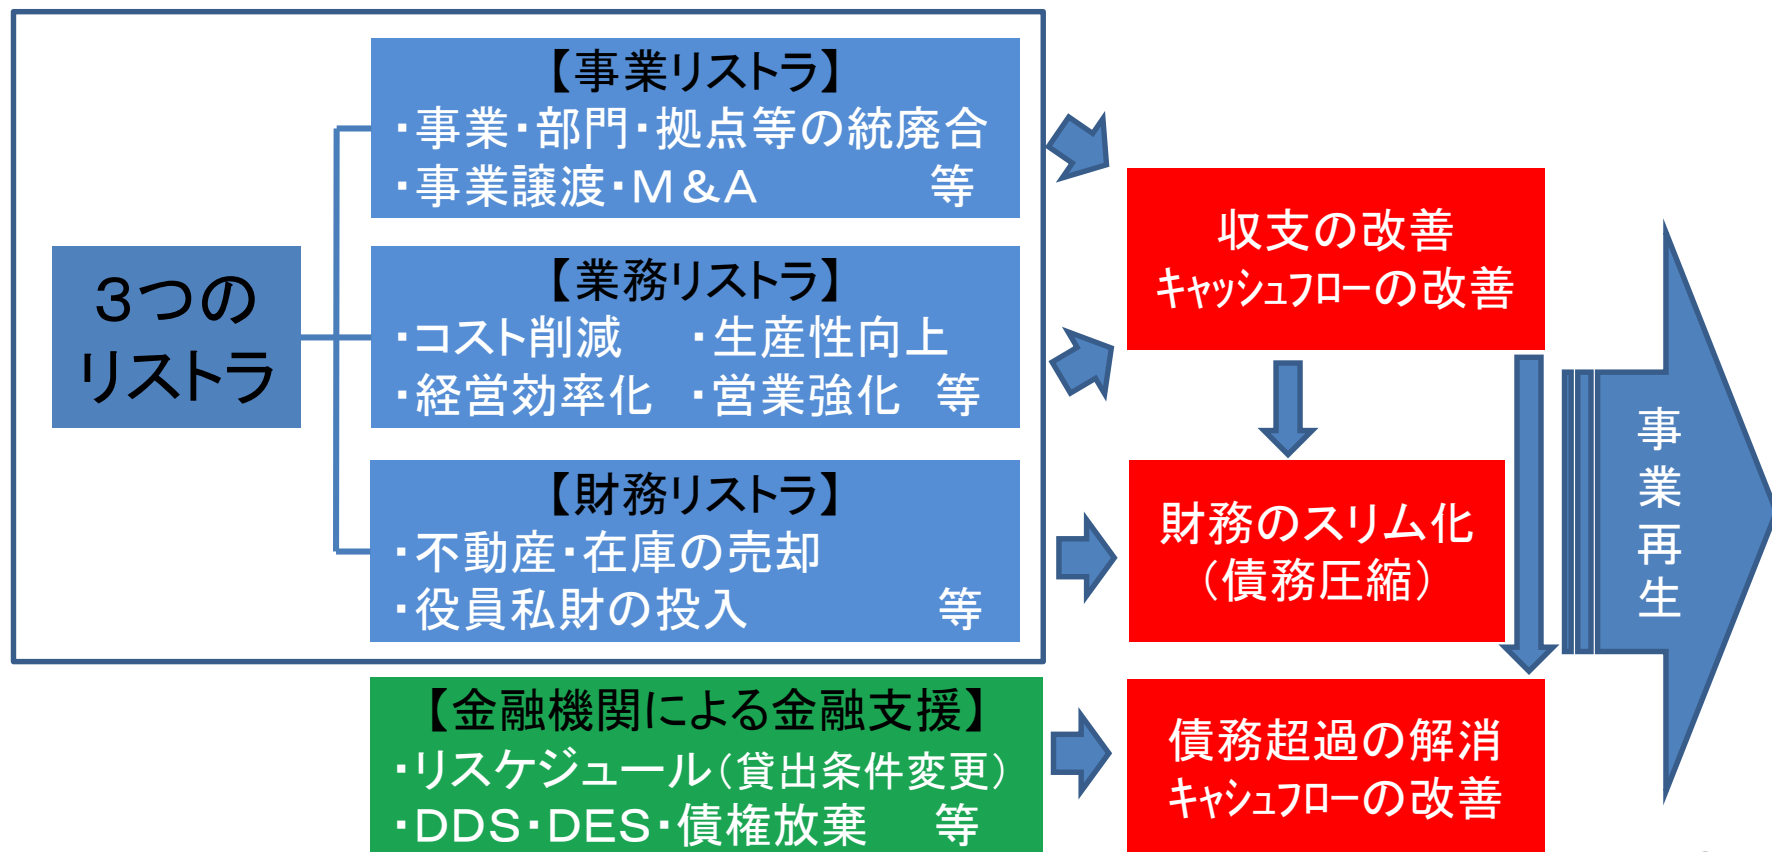 ３つの
リストラ
【事業リストラ】
・事業・部門・拠点等の統廃合
・事業譲渡・Ｍ＆Ａ　　　　等
【業務リストラ】
・コスト削減　・生産性向上
・経営効率化　・営業強化　等
【財務リストラ】
・不動産・在庫の売却
・役員私財の投入　　　　等
【金融機関による金融支援】
・リスケジュール（貸出条件変更）
・ＤＤＳ・ＤＥＳ・債権放棄　等
収支の改善
ｷｬｯｼｭﾌﾛｰの改善
財務のスリム化
（債務圧縮）
債務超過の解消
ｷｬｼｭﾌﾛｰの改善
事
業
再
生